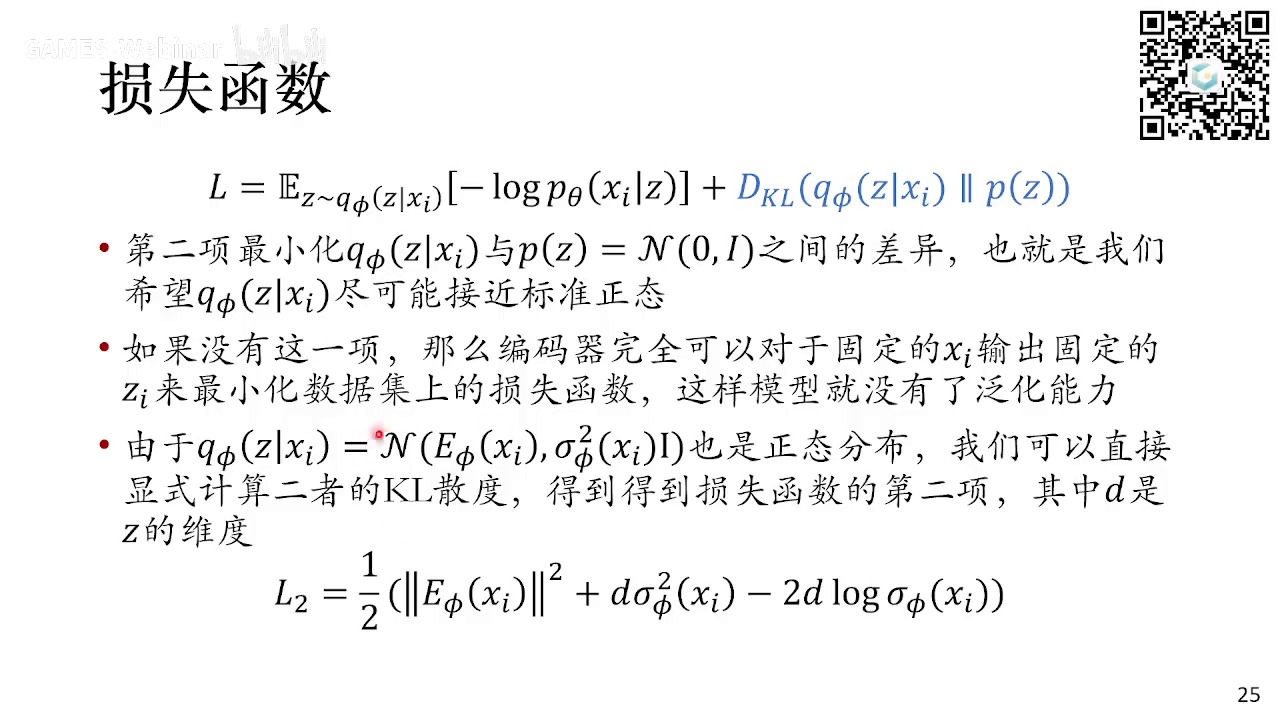 GAMES Webinar
损失函数
L = 𝔼_{z~q_ϕ(z|x_i)}[−log p_θ(x_i|z)] + D_{KL}(q_ϕ(z|x_i) ∥ p(z))
• 第二项最小化q_ϕ(z|x_i)与p(z) = 𝒩(0, I)之间的差异，也就是我们
希望q_ϕ(z|x_i)尽可能接近标准正态
• 如果没有这一项，那么编码器完全可以对于固定的x_i输出固定的
z_i来最小化数据集上的损失函数，这样模型就没有了泛化能力
• 由于q_ϕ(z|x_i) = 𝒩(E_ϕ(x_i), σ_ϕ^2(x_i)I)也是正态分布，我们可以直接
显式计算二者的KL散度，得到得到损失函数的第二项，其中d是
z的维度
L_2 = 1/2 (‖E_ϕ(x_i)‖^2 + dσ_ϕ^2(x_i) − 2d log σ_ϕ(x_i))
25